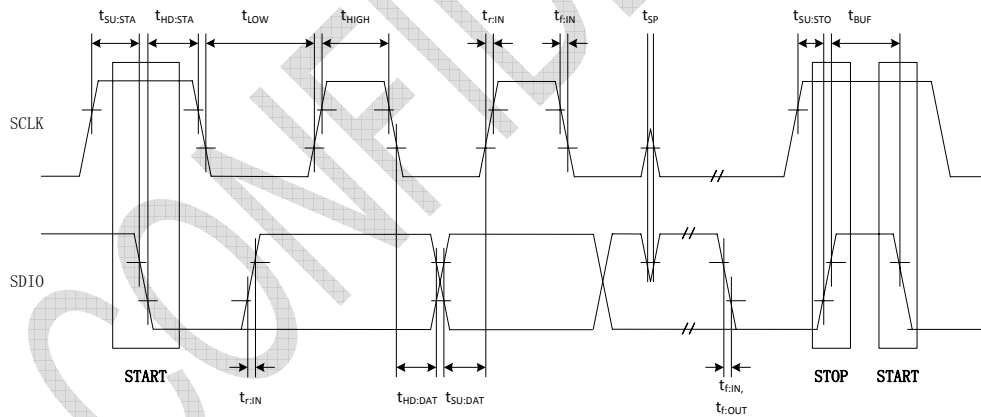 tSU:STA tHD:STA tLOW tHIGH tr:IN tf:IN tSP tSU:STO tBUF
SCLK
SDIO
START STOP START
tr:IN tHD:DAT tSU:DAT tf:IN,
tf:OUT
CONFID